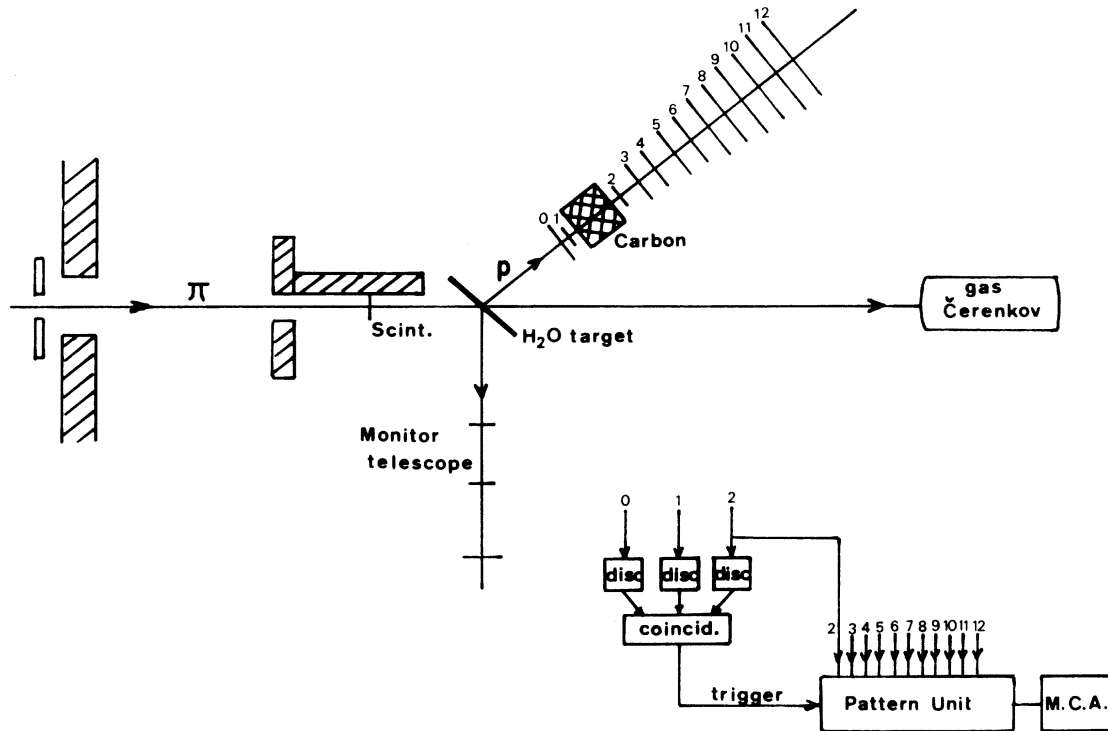 12
11
10
9
8
7
6
5
4
3
2
0 1
Carbon
p
π
gas
Čerenkov
Scint.
H₂O target
Monitor
telescope
0 1 2
disc disc disc
coincid.
2 3 4 5 6 7 8 9 10 11 12
trigger
Pattern Unit
M.C.A.